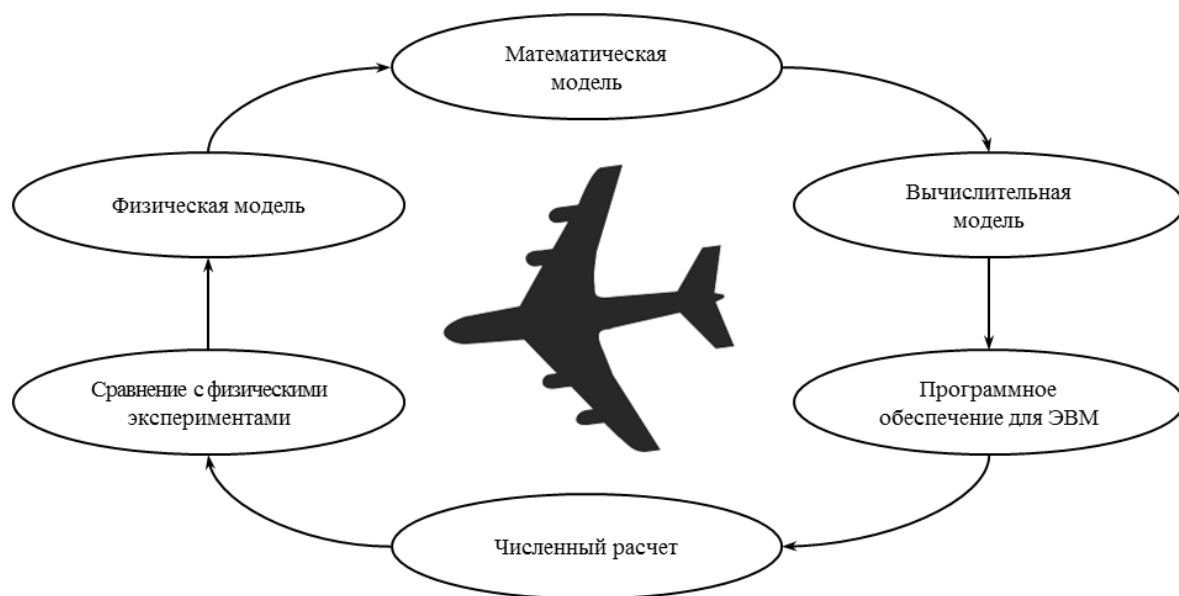 Математическая
модель
Физическая модель
Вычислительная
модель
Сравнение с физическими
экспериментами
Программное
обеспечение для ЭВМ
Численный расчет